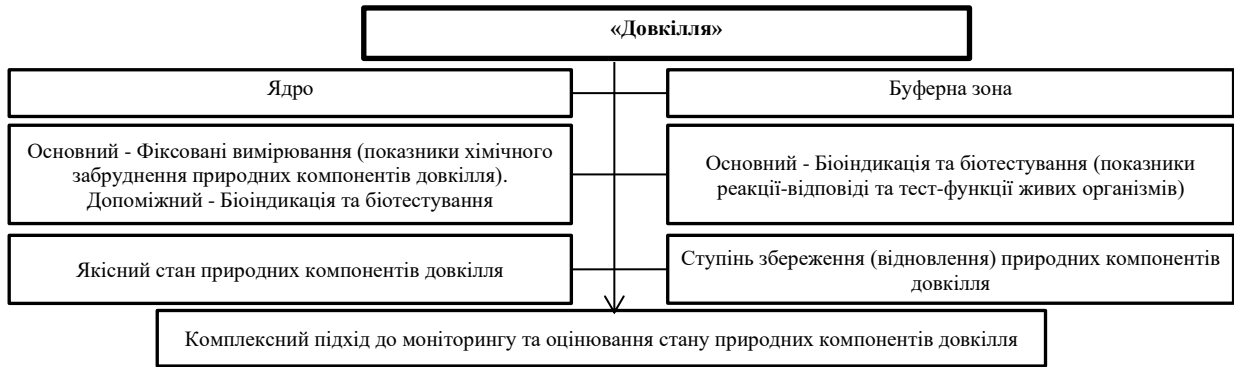 «Довкілля»
Ядро
Буферна зона
Основний - Фіксовані вимірювання (показники хімічного
забруднення природних компонентів довкілля).
Допоміжний - Біоіндикація та біотестування
Основний - Біоіндикація та біотестування (показники
реакції-відповіді та тест-функції живих організмів)
Якісний стан природних компонентів довкілля
Ступінь збереження (відновлення) природних компонентів
довкілля
Комплексний підхід до моніторингу та оцінювання стану природних компонентів довкілля